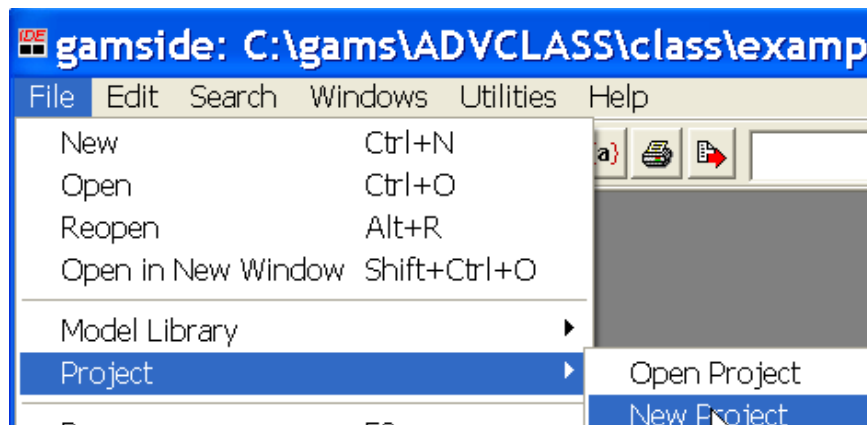 IDE gamside: C:\gams\ADVCLASS\class\examp
File Edit Search Windows Utilities Help
New Ctrl+N
(a)
Open Ctrl+O
Reopen Alt+R
Open in New Window Shift+Ctrl+O
Model Library
Project
Open Project
New Project